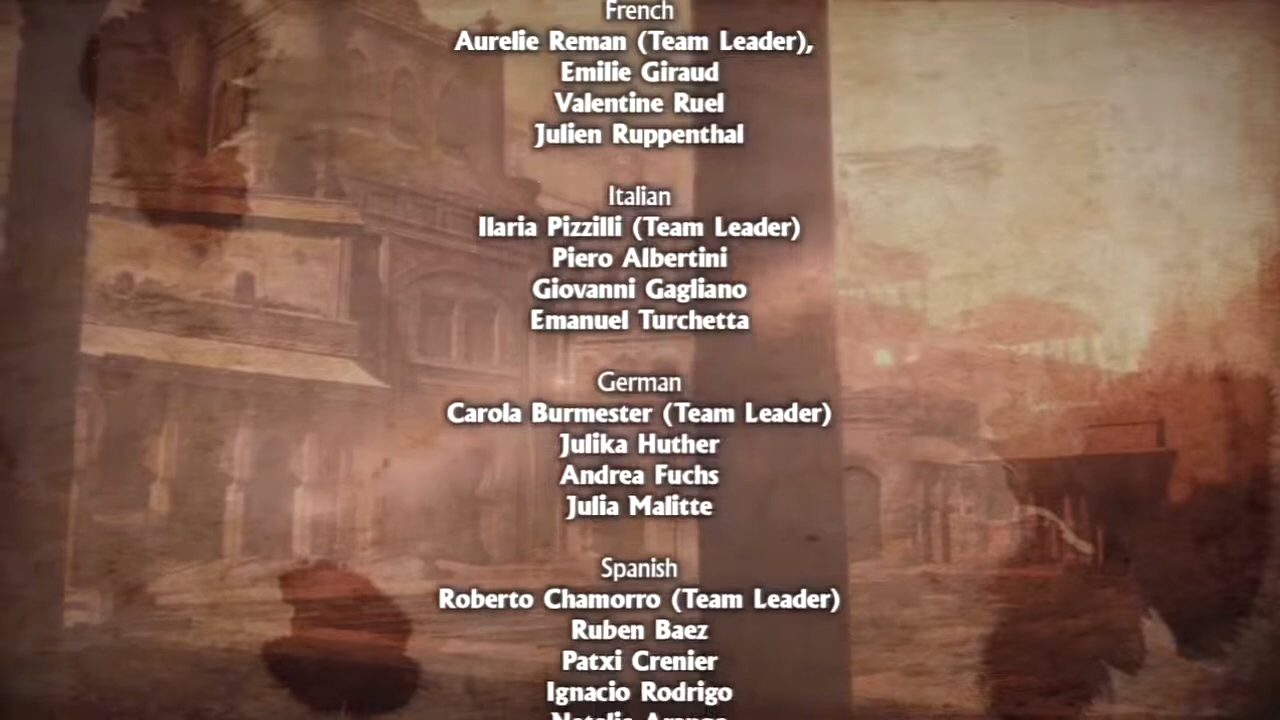 French
Aurelie Reman (Team Leader),
Emilie Giraud
Valentine Ruel
Julien Ruppenthal
Italian
Ilaria Pizzilli (Team Leader)
Piero Albertini
Giovanni Gagliano
Emanuel Turchetta
German
Carola Burmester (Team Leader)
Julika Huther
Andrea Fuchs
Julia Malitte
Spanish
Roberto Chamorro (Team Leader)
Ruben Baez
Patxi Crenier
Ignacio Rodrigo